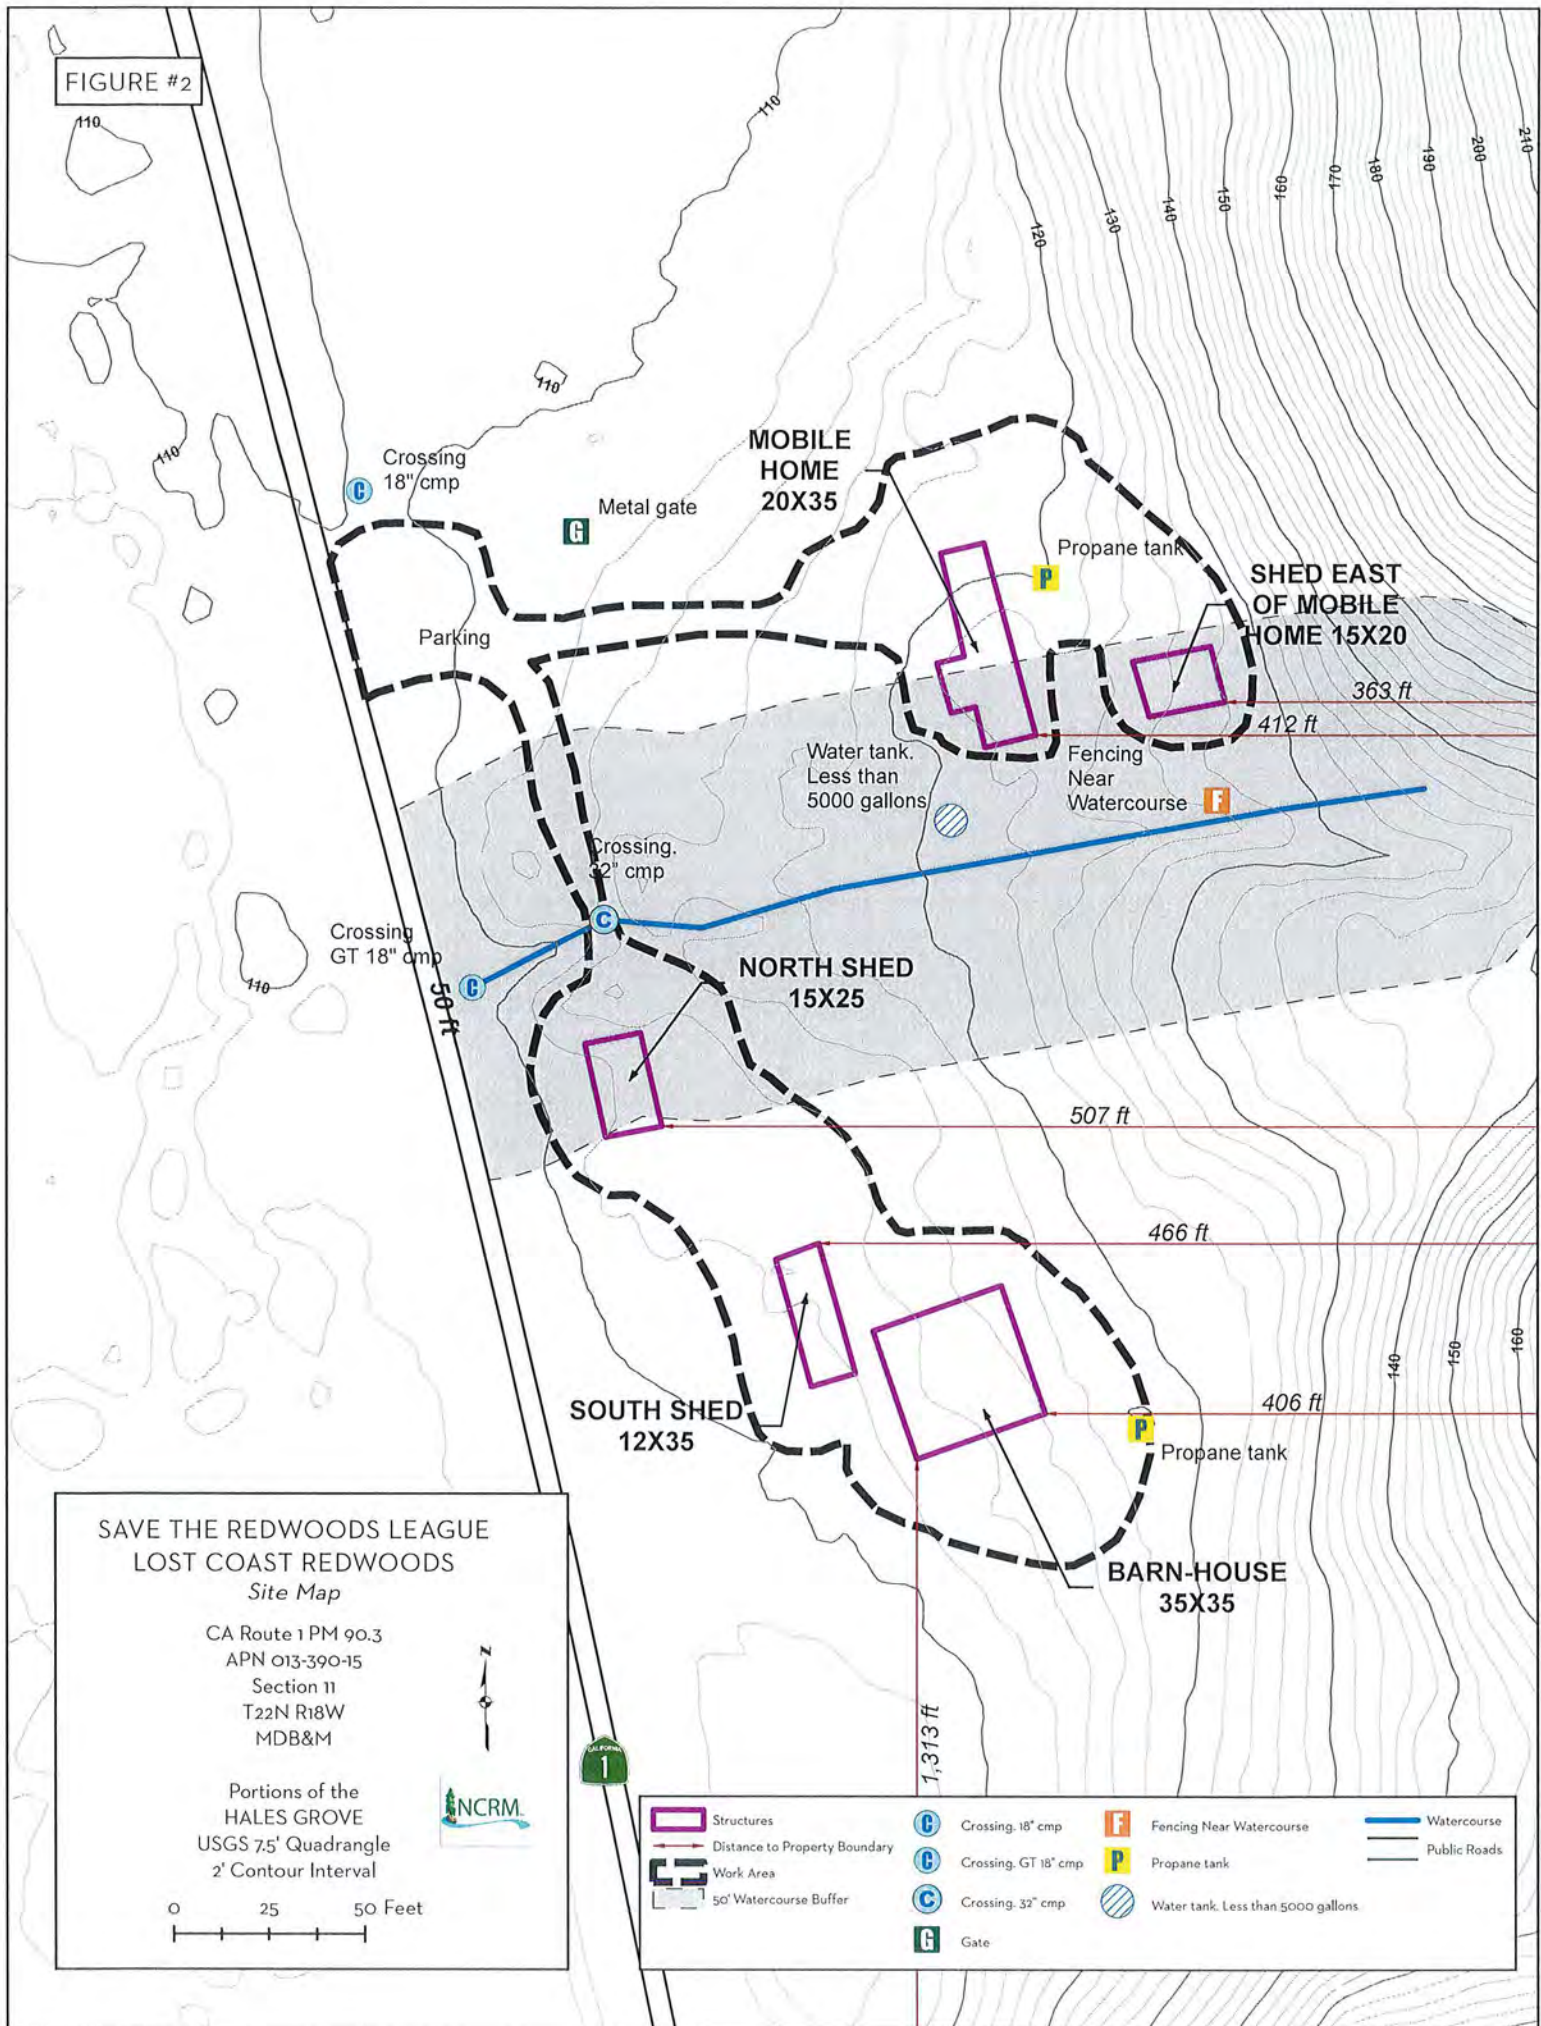 FIGURE #2
110
110
110
110
110
120
130
140
150
160
170
180
190
200
210
Crossing
18" cmp
G
Metal gate
MOBILE
HOME
20X35
Propane tank
P
SHED EAST
OF MOBILE
HOME 15X20
Parking
363 ft
412 ft
Water tank.
Less than
5000 gallons
Fencing
Near
Watercourse
F
Crossing.
32" cmp
C
C
C
Crossing
GT 18" cmp
50 ft
NORTH SHED
15X25
507 ft
466 ft
406 ft
140
150
160
SOUTH SHED
12X35
P
Propane tank
BARN-HOUSE
35X35
1,313 ft
SAVE THE REDWOODS LEAGUE
LOST COAST REDWOODS
Site Map
CA Route 1 PM 90.3
APN 013-390-15
Section 11
T22N R18W
MDB&M
N
Portions of the
HALES GROVE
USGS 7.5' Quadrangle
2' Contour Interval
NCRM
0 25 50 Feet
CALIFORNIA
1
Structures
Distance to Property Boundary
Work Area
50' Watercourse Buffer
C Crossing. 18" cmp
C Crossing. GT 18" cmp
C Crossing. 32" cmp
G Gate
F Fencing Near Watercourse
P Propane tank
Water tank. Less than 5000 gallons
Watercourse
Public Roads